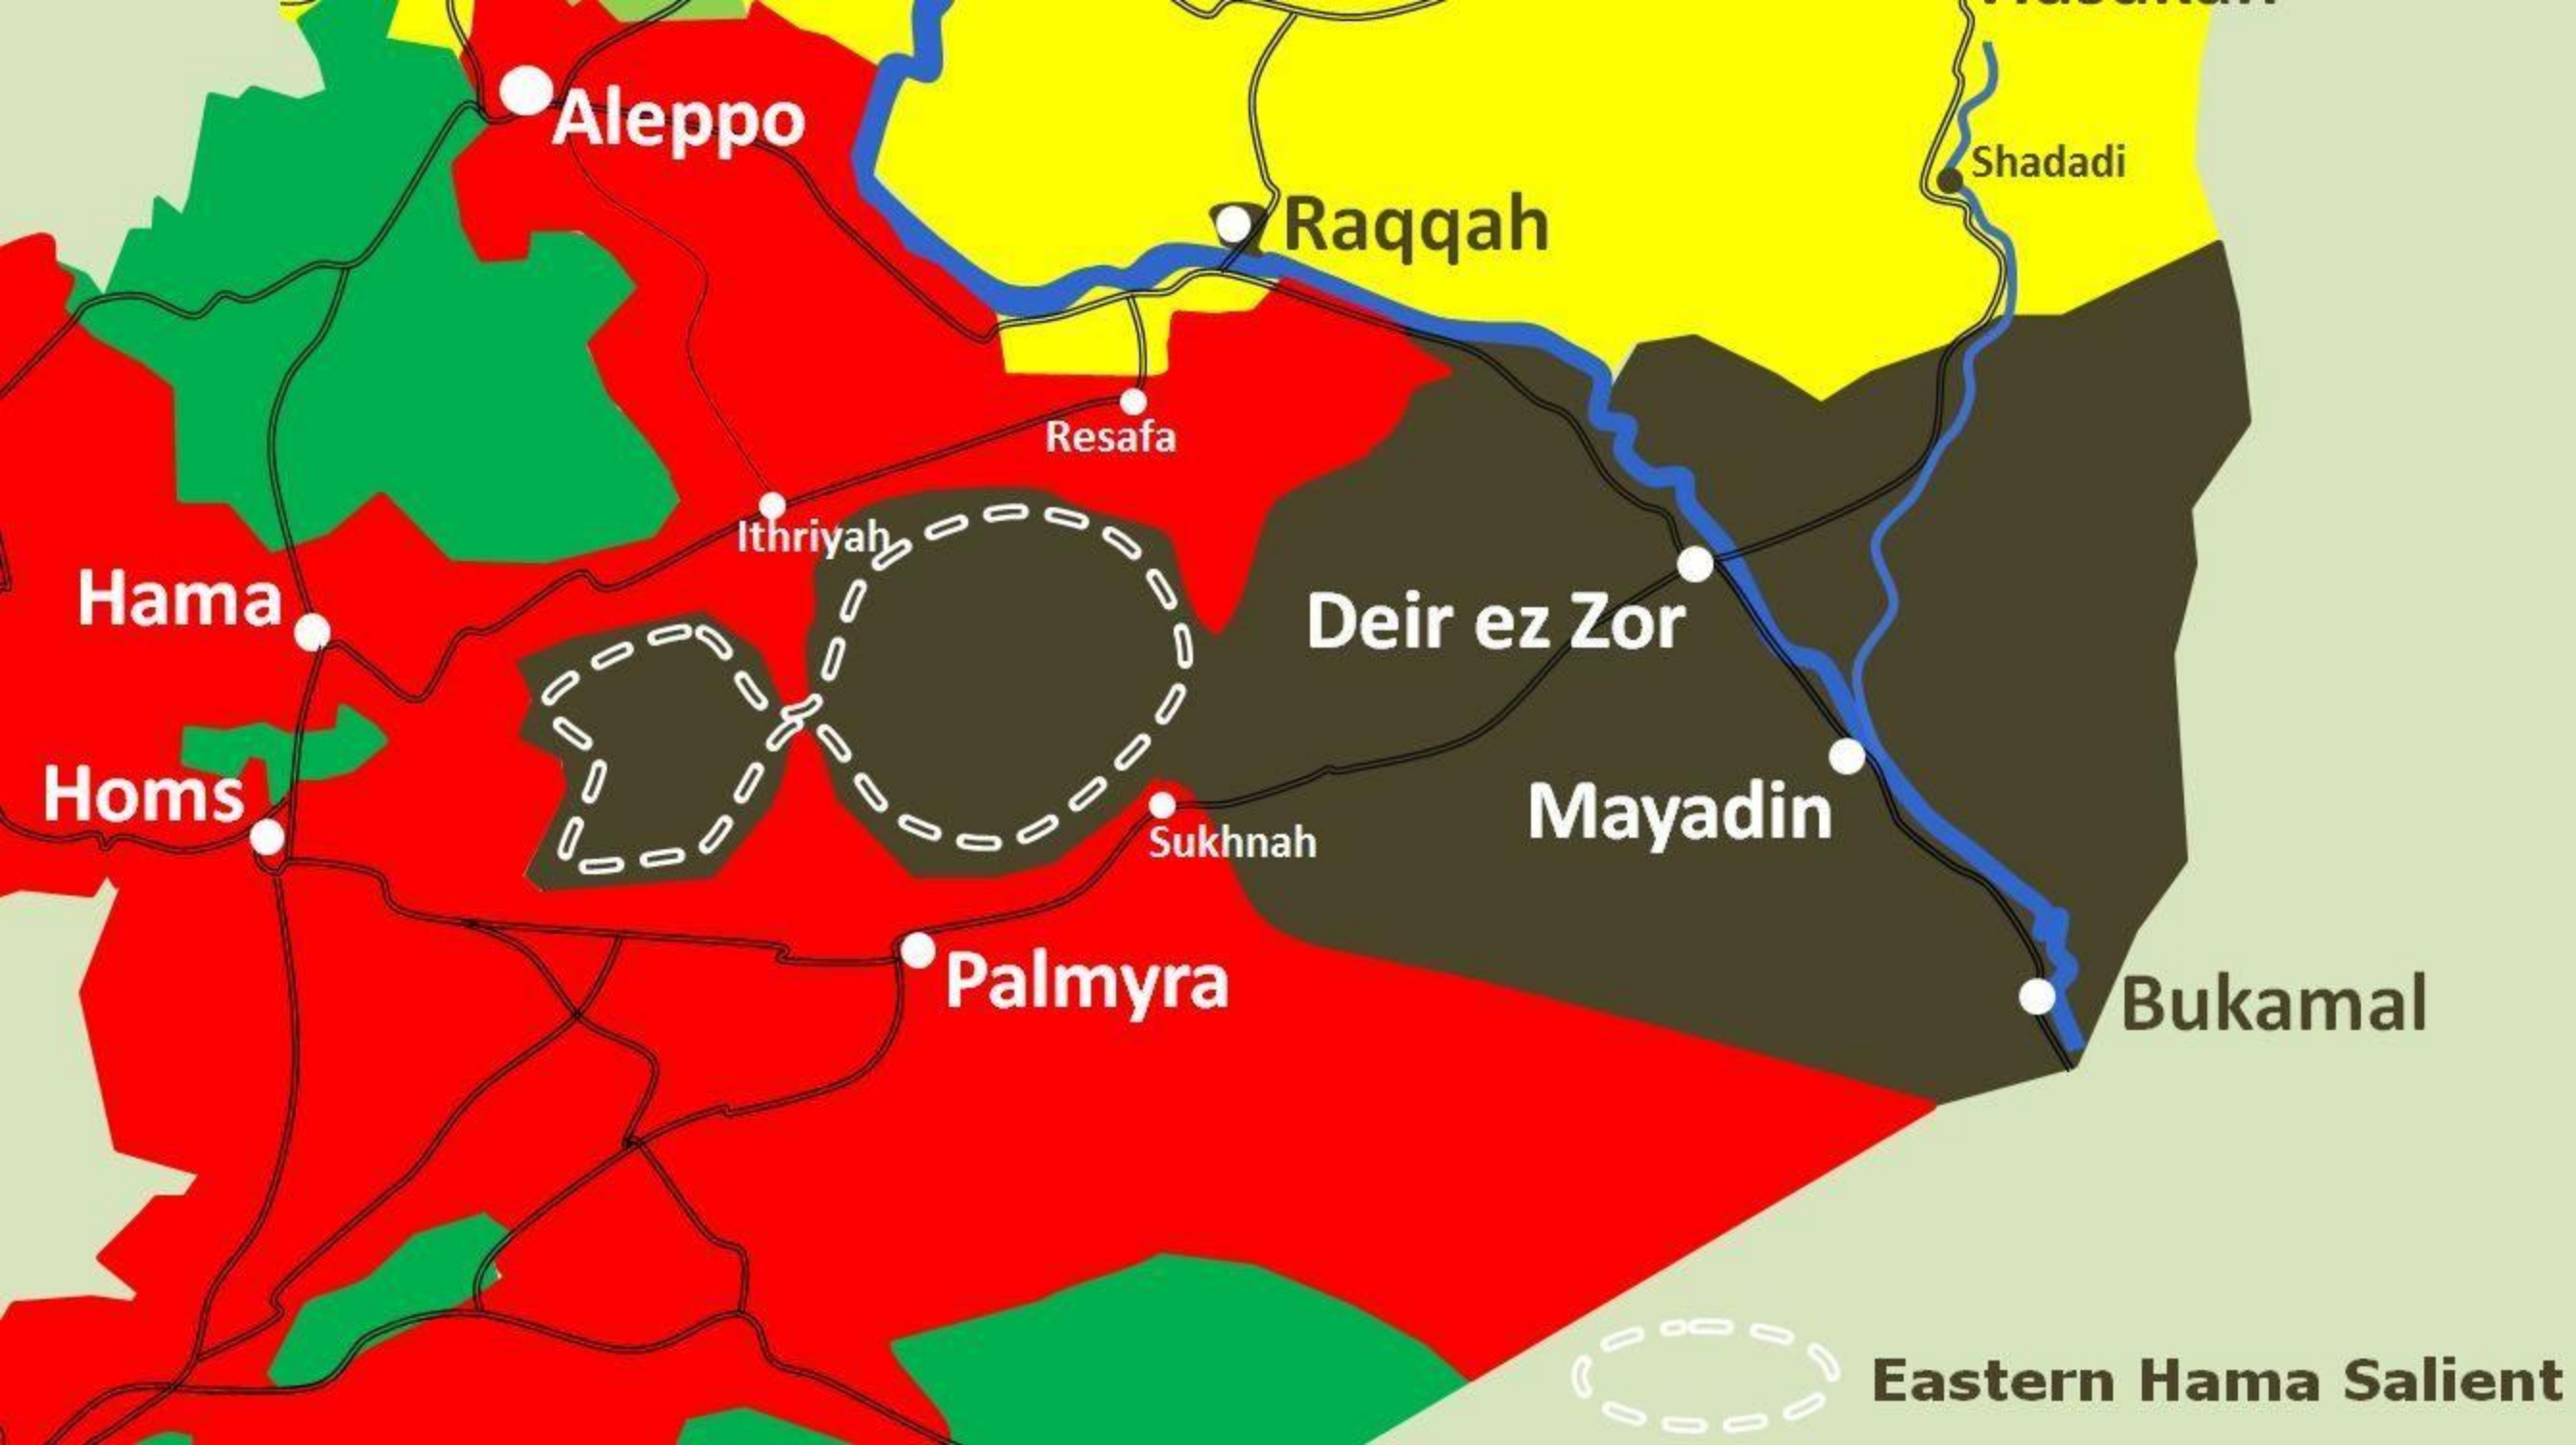 Aleppo
Shadadi
Raqqah
Resafa
Ithriyah
Hama
Deir ez Zor
Homs
Mayadin
Sukhnah
Palmyra
Bukamal
Eastern Hama Salient